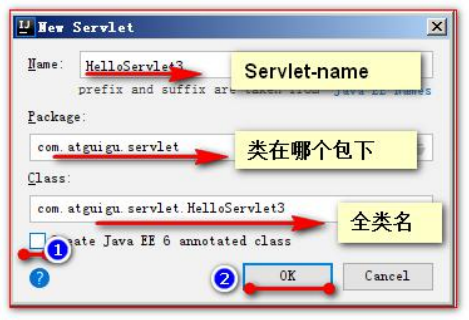 New Servlet
Name: HelloServlet3
Servlet-name
prefix and suffix are taken from Java EE Names
Package:
com.atguigu.servlet
类在哪个包下
Class:
com.atguigu.servlet.HelloServlet3
全类名
1
ate Java EE 6 annotated class
?
2
OK
Cancel